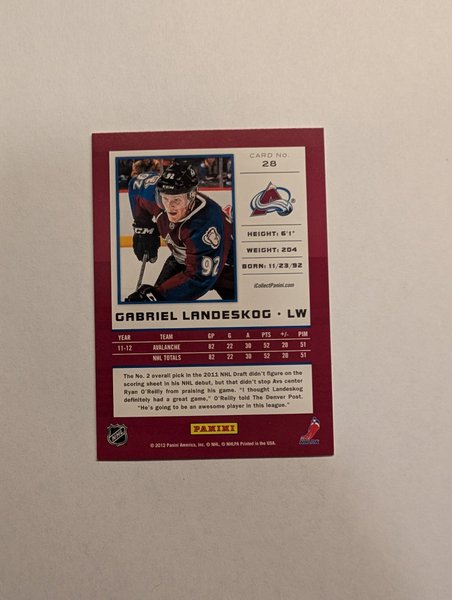 CARD No.
28
92
92
CCM
HEIGHT: 6'1"
WEIGHT: 204
BORN: 11/23/92
iCollectPanini.com
GABRIEL LANDESKOG • LW
YEAR TEAM GP G A PTS +/- PIM
11-12 AVALANCHE 82 22 30 52 20 51
NHL TOTALS 82 22 30 52 20 51
The No. 2 overall pick in the 2011 NHL Draft didn't figure on the
scoring sheet in his NHL debut, but that didn't stop Avs center
Ryan O'Reilly from praising his game. "I thought Landeskog
definitely had a great game," O'Reilly told The Denver Post.
"He's going to be an awesome player in this league."
NHL
PANINI
NHLPA
© 2012 Panini America, Inc. © NHL, © NHLPA Printed in the USA.